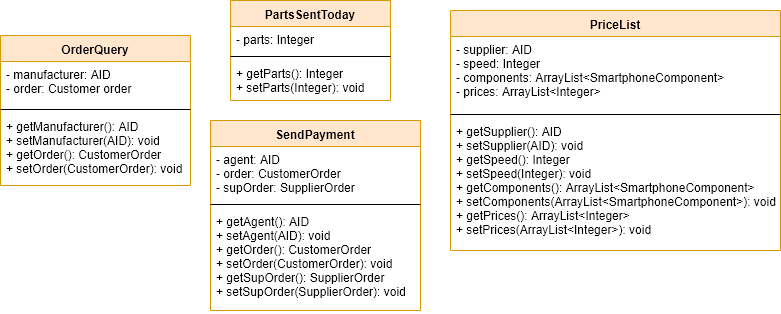 OrderQuery
- manufacturer: AID
- order: Customer order
+ getManufacturer(): AID
+ setManufacturer(AID): void
+ getOrder(): CustomerOrder
+ setOrder(CustomerOrder): void
PartsSentToday
- parts: Integer
+ getParts(): Integer
+ setParts(Integer): void
SendPayment
- agent: AID
- order: CustomerOrder
- supOrder: SupplierOrder
+ getAgent(): AID
+ setAgent(AID): void
+ getOrder(): CustomerOrder
+ setOrder(CustomerOrder): void
+ getSupOrder(): SupplierOrder
+ setSupOrder(SupplierOrder): void
PriceList
- supplier: AID
- speed: Integer
- components: ArrayList<SmartphoneComponent>
- prices: ArrayList<Integer>
+ getSupplier(): AID
+ setSupplier(AID): void
+ getSpeed(): Integer
+ setSpeed(Integer): void
+ getComponents(): ArrayList<SmartphoneComponent>
+ setComponents(ArrayList<SmartphoneComponent>): void
+ getPrices(): ArrayList<Integer>
+ setPrices(ArrayList<Integer>): void